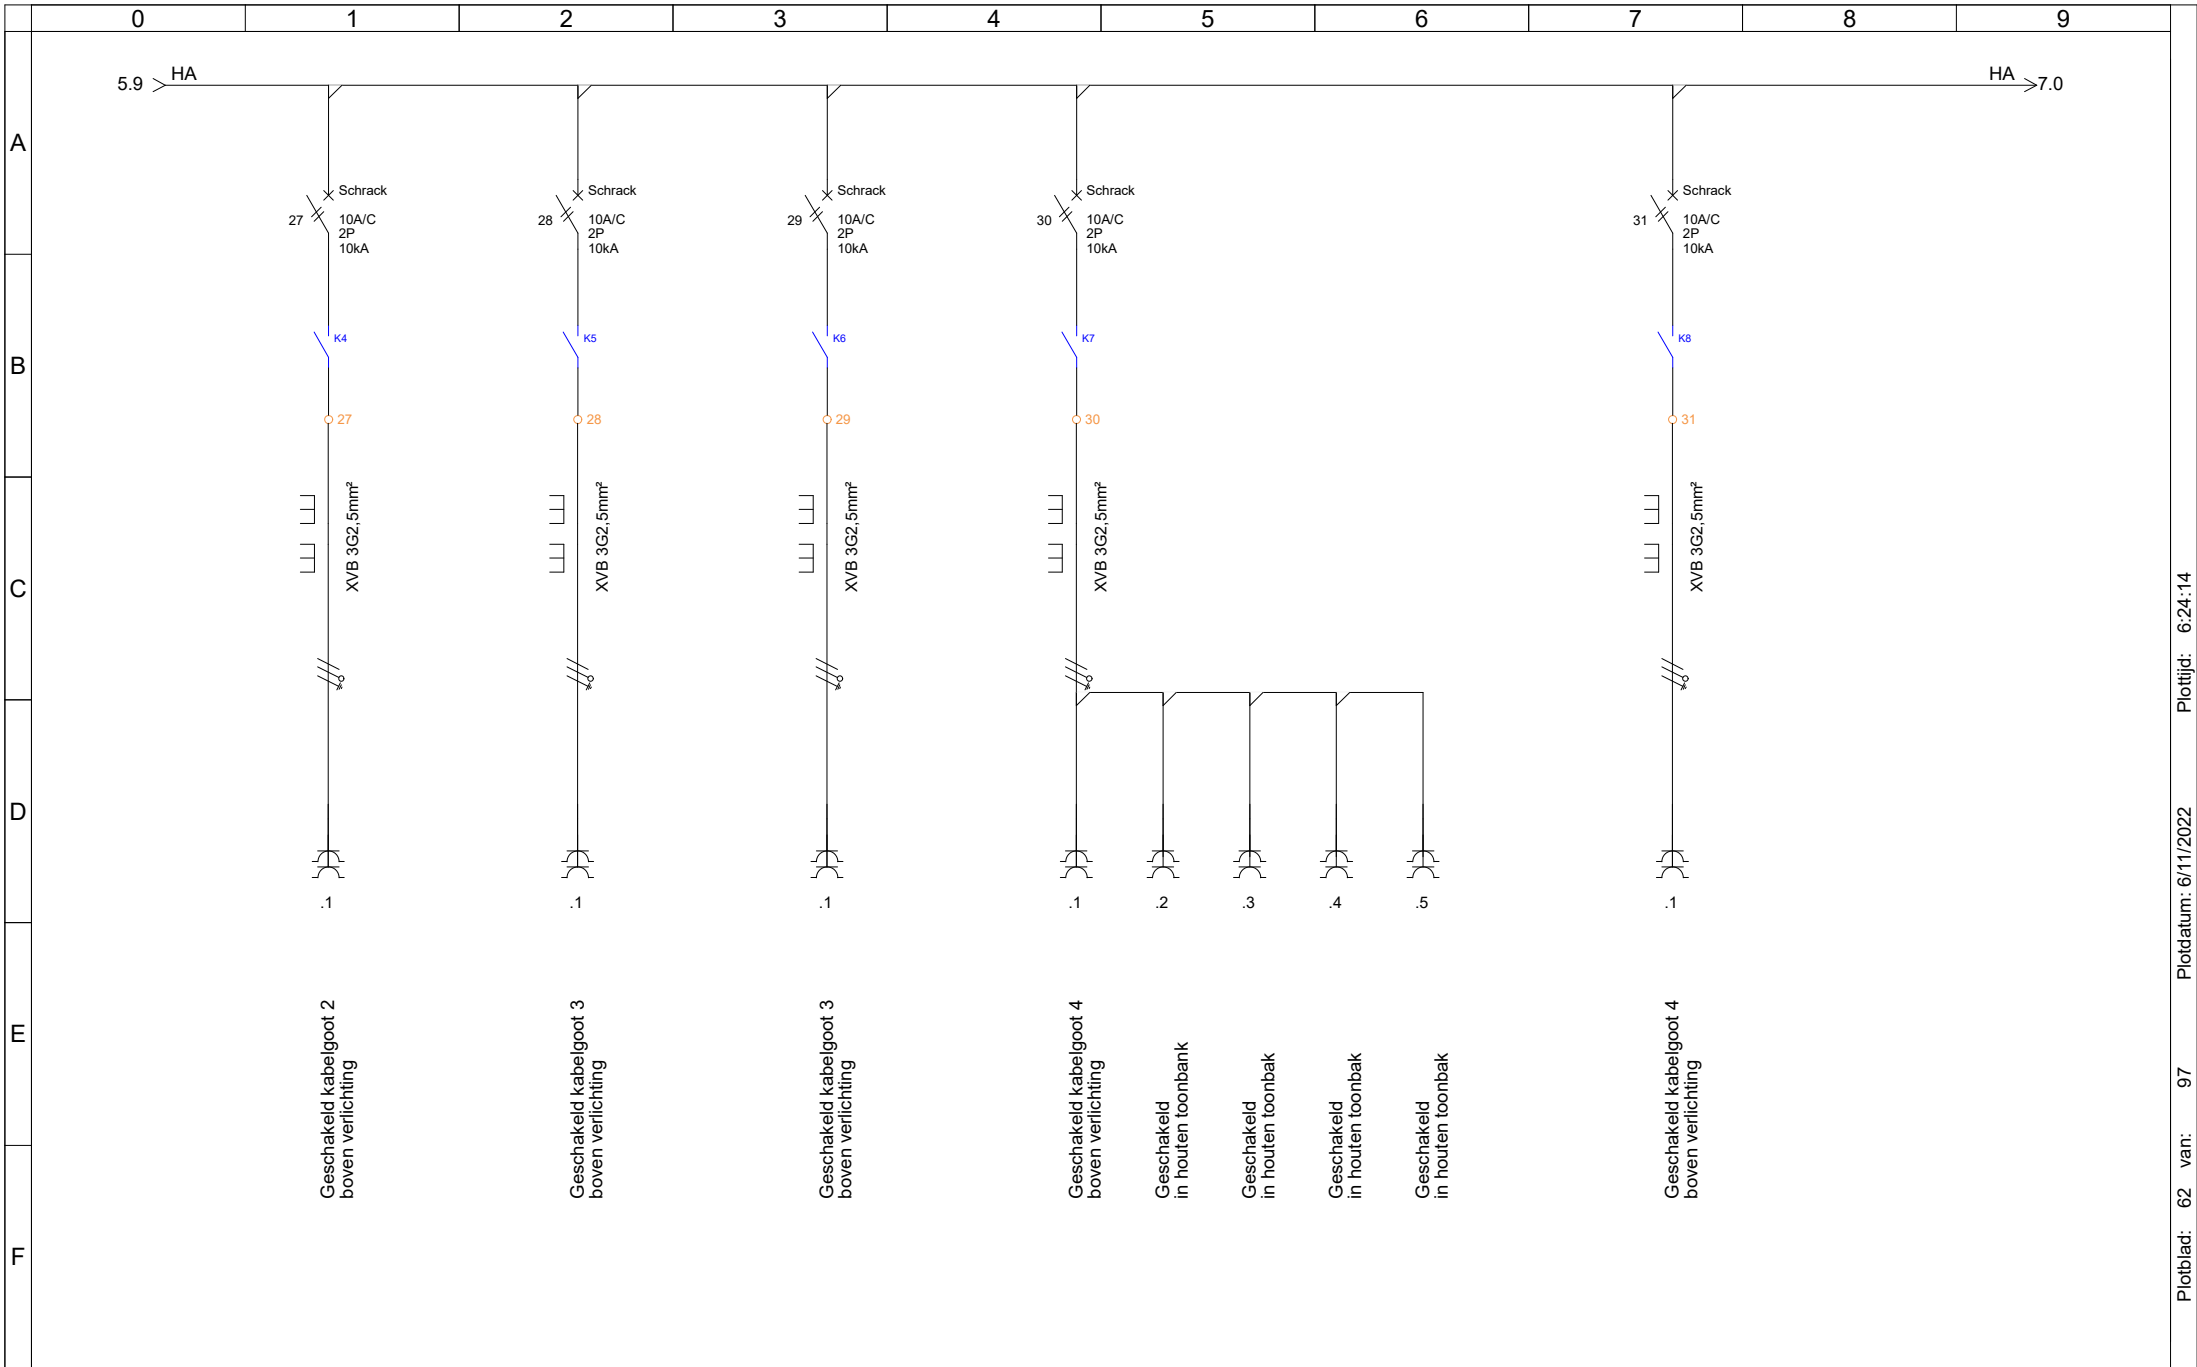 0 1 2 3 4 5 6 7 8 9
5.9 HA HA 7.0
A
B
C
D
E
F
Schrack
27 10A/C
2P
10kA
K4
27
XVB 3G2,5mm²
.1
Geschakeld kabelgoot 2
boven verlichting
Schrack
28 10A/C
2P
10kA
K5
28
XVB 3G2,5mm²
.1
Geschakeld kabelgoot 3
boven verlichting
Schrack
29 10A/C
2P
10kA
K6
29
XVB 3G2,5mm²
.1
Geschakeld kabelgoot 3
boven verlichting
Schrack
30 10A/C
2P
10kA
K7
30
XVB 3G2,5mm²
.1
Geschakeld kabelgoot 4
boven verlichting
.2
Geschakeld
in houten toonbank
.3
Geschakeld
in houten toonbak
.4
Geschakeld
in houten toonbak
.5
Geschakeld
in houten toonbak
Schrack
31 10A/C
2P
10kA
K8
31
XVB 3G2,5mm²
.1
Geschakeld kabelgoot 4
boven verlichting
Plotblad: 62 van: 97 Plotdatum: 6/11/2022 Plottijd: 6:24:14